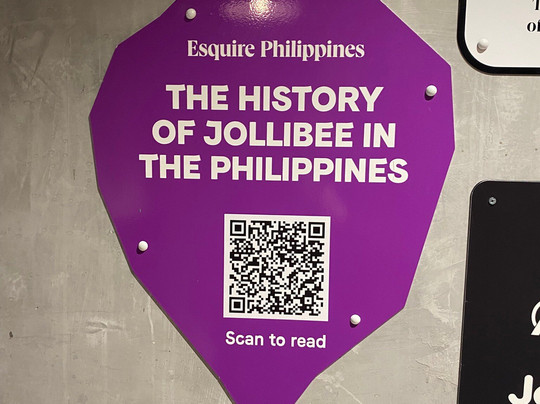 Esquire Philippines
THE HISTORY
OF JOLLIBEE IN
THE PHILIPPINES
Scan to read